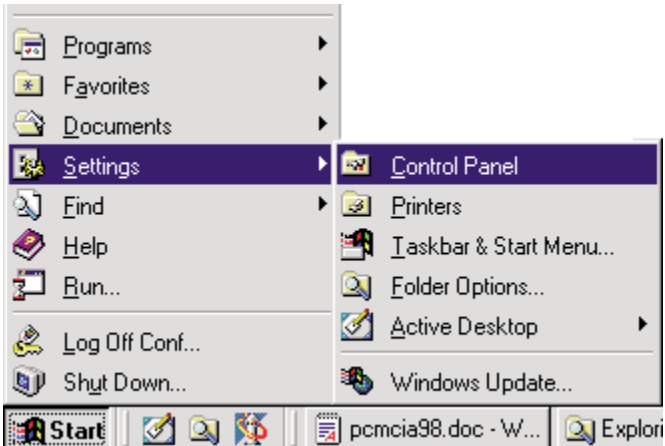 Programs
Favorites
Documents
Settings
Find
Help
Run...
Log Off Conf...
Shut Down...
Control Panel
Printers
Taskbar & Start Menu...
Folder Options...
Active Desktop
Windows Update...
Start
pcmcia98.doc - W...
Explor